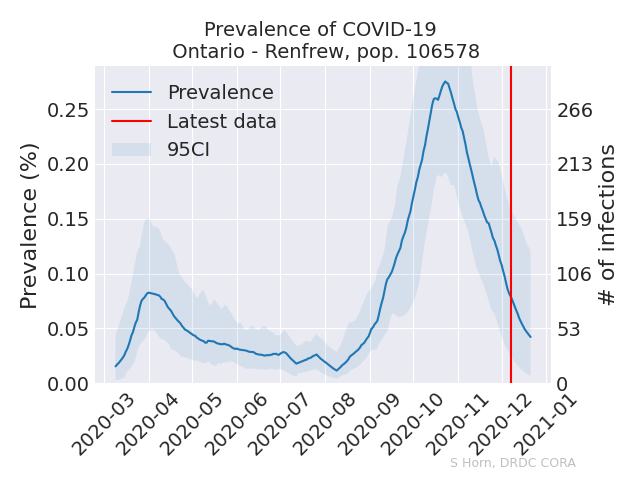 Prevalence of COVID-19
Ontario - Renfrew, pop. 106578
Prevalence
Latest data
95CI
Prevalence (%)
0.25
0.20
0.15
0.10
0.05
0.00
266
213
159
106
53
0
# of infections
2020-03
2020-04
2020-05
2020-06
2020-07
2020-08
2020-09
2020-10
2020-11
2020-12
2021-01
S Horn, DRDC CORA